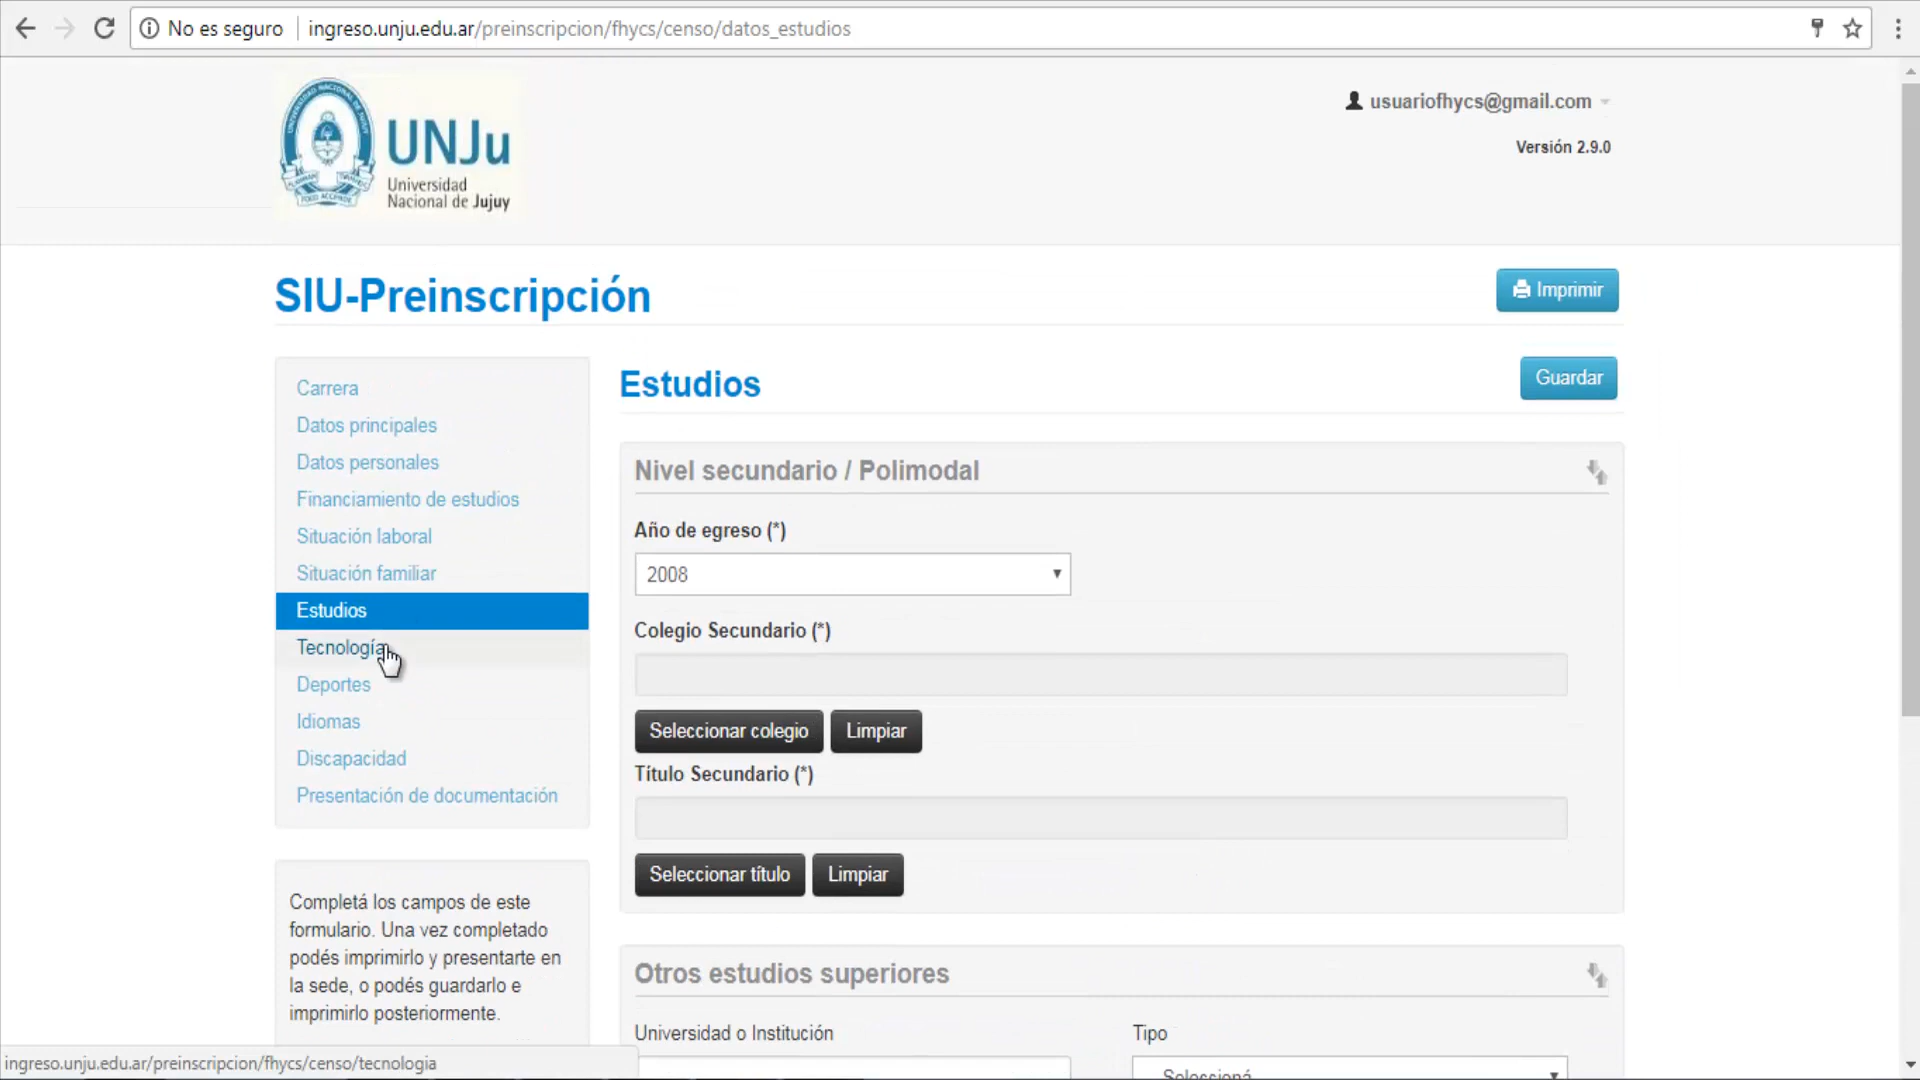 No es seguro
ingreso.unju.edu.ar/preinscripcion/fhycs/censo/datos_estudios
UNJu
Universidad
Nacional de Jujuy
usuariofhycs@gmail.com
Versión 2.9.0
SIU-Preinscripción
Imprimir
Carrera
Datos principales
Datos personales
Financiamiento de estudios
Situación laboral
Situación familiar
Estudios
Tecnología
Deportes
Idiomas
Discapacidad
Presentación de documentación
Completá los campos de este
formulario. Una vez completado
podés imprimirlo y presentarte en
la sede, o podés guardarlo e
imprimirlo posteriormente.
Estudios
Guardar
Nivel secundario / Polimodal
Año de egreso (*)
2008
Colegio Secundario (*)
Seleccionar colegio
Limpiar
Título Secundario (*)
Seleccionar título
Limpiar
Otros estudios superiores
Universidad o Institución
Tipo
Seleccioná
ingreso.unju.edu.ar/preinscripcion/fhycs/censo/tecnologia